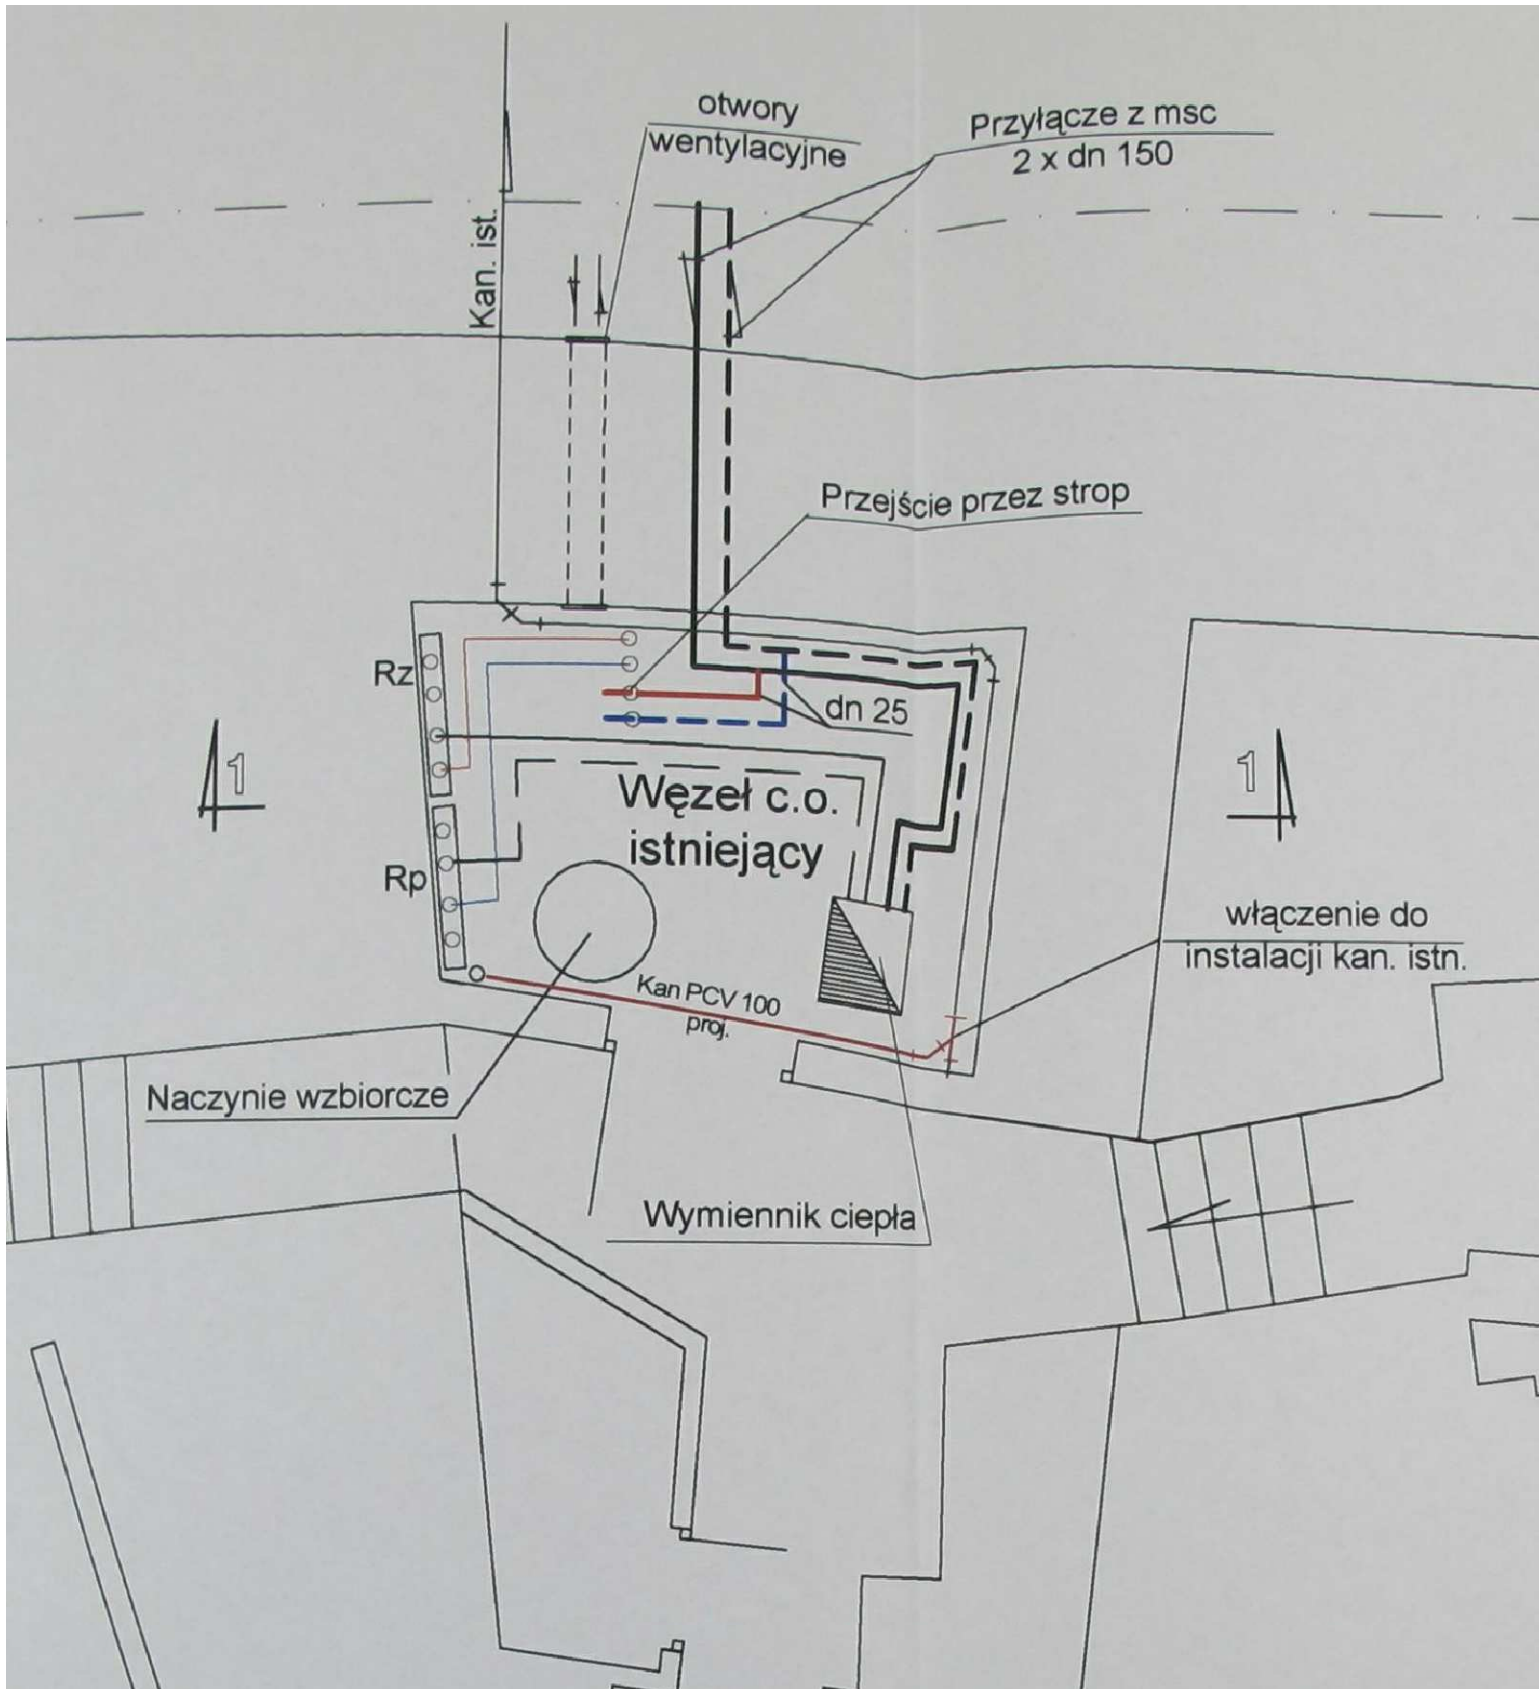 otwory
wentylacyjne
Przyłącze z msc
2 x dn 150
Kan. ist.
Przejście przez strop
Rz
dn 25
1
1
Węzeł c.o.
istniejący
Rp
włączenie do
instalacji kan. istn.
Kan PCV 100
proj.
Naczynie wzbiorcze
Wymiennik ciepła